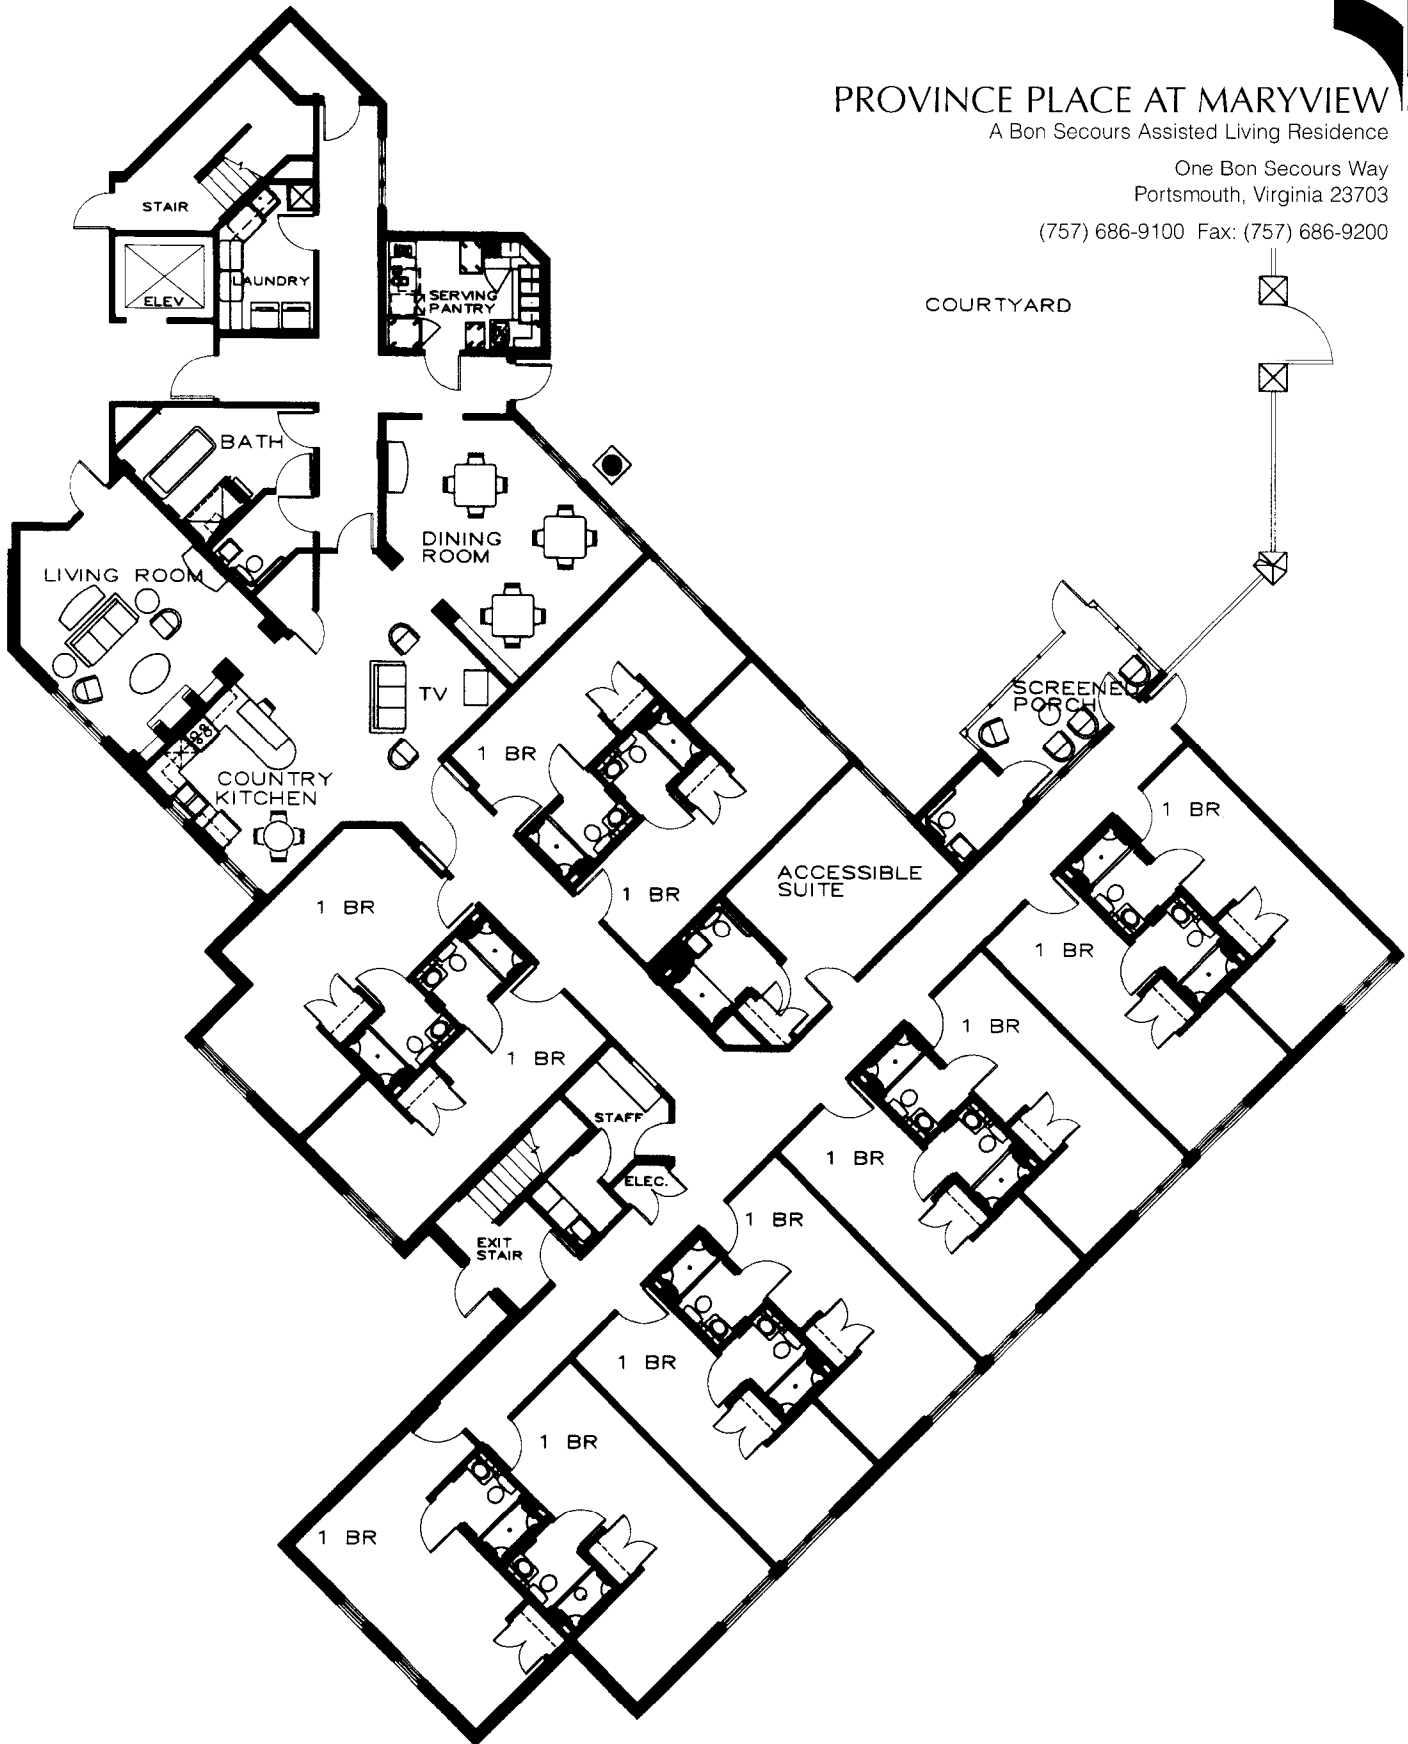 PROVINCE PLACE AT MARYVIEW
A Bon Secours Assisted Living Residence
One Bon Secours Way
Portsmouth, Virginia 23703
(757) 686-9100 Fax: (757) 686-9200
STAIR
ELEV
LAUNDRY
SERVING
PANTRY
COURTYARD
BATH
DINING
ROOM
LIVING ROOM
TV
SCREENED
PORCH
1 BR
COUNTRY
KITCHEN
1 BR
1 BR
ACCESSIBLE
SUITE
1 BR
1 BR
1 BR
1 BR
1 BR
STAFF
1 BR
ELEC.
1 BR
EXIT
STAIR
1 BR
1 BR
1 BR